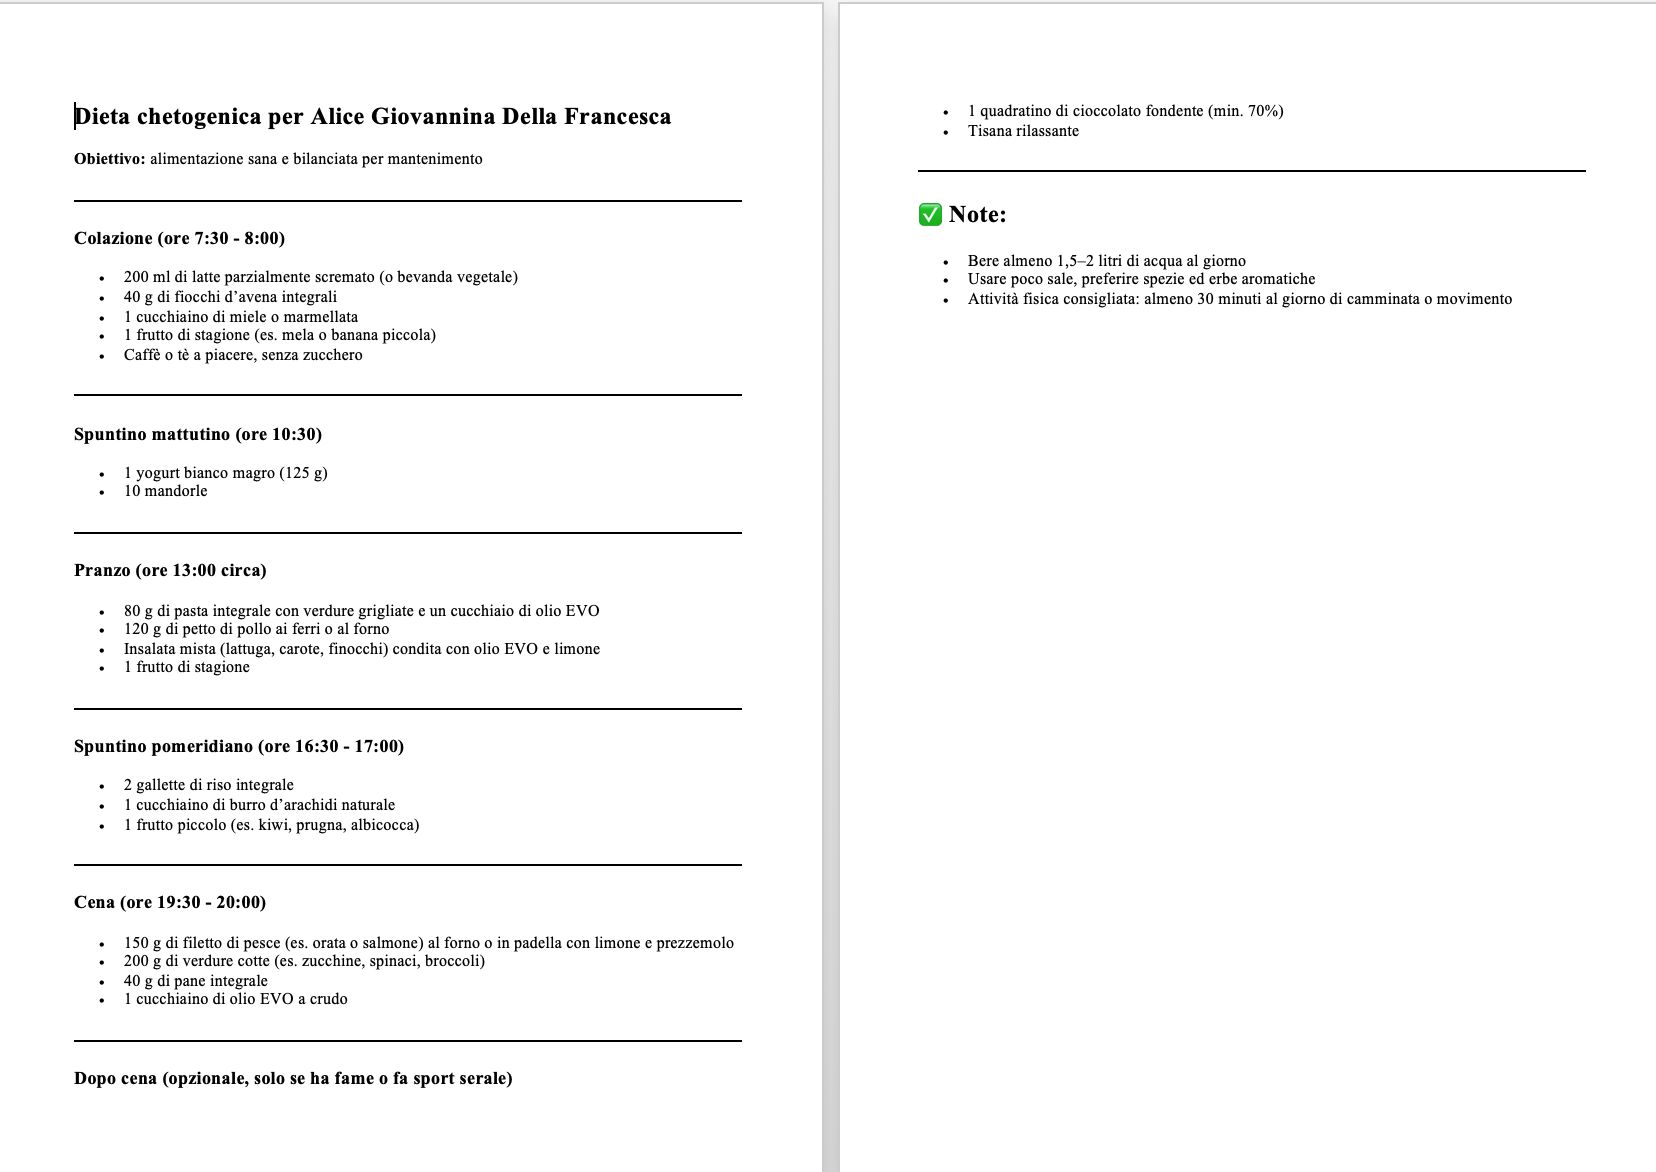 Dieta chetogenica per Alice Giovannina Della Francesca
Obiettivo: alimentazione sana e bilanciata per mantenimento
Colazione (ore 7:30 - 8:00)
• 200 ml di latte parzialmente scremato (o bevanda vegetale)
• 40 g di fiocchi d’avena integrali
• 1 cucchiaino di miele o marmellata
• 1 frutto di stagione (es. mela o banana piccola)
• Caffè o tè a piacere, senza zucchero
Spuntino mattutino (ore 10:30)
• 1 yogurt bianco magro (125 g)
• 10 mandorle
Pranzo (ore 13:00 circa)
• 80 g di pasta integrale con verdure grigliate e un cucchiaio di olio EVO
• 120 g di petto di pollo ai ferri o al forno
• Insalata mista (lattuga, carote, finocchi) condita con olio EVO e limone
• 1 frutto di stagione
Spuntino pomeridiano (ore 16:30 - 17:00)
• 2 gallette di riso integrale
• 1 cucchiaino di burro d’arachidi naturale
• 1 frutto piccolo (es. kiwi, prugna, albicocca)
Cena (ore 19:30 - 20:00)
• 150 g di filetto di pesce (es. orata o salmone) al forno o in padella con limone e prezzemolo
• 200 g di verdure cotte (es. zucchine, spinaci, broccoli)
• 40 g di pane integrale
• 1 cucchiaino di olio EVO a crudo
Dopo cena (opzionale, solo se ha fame o fa sport serale)
• 1 quadratino di cioccolato fondente (min. 70%)
• Tisana rilassante
✅ Note:
• Bere almeno 1,5–2 litri di acqua al giorno
• Usare poco sale, preferire spezie ed erbe aromatiche
• Attività fisica consigliata: almeno 30 minuti al giorno di camminata o movimento